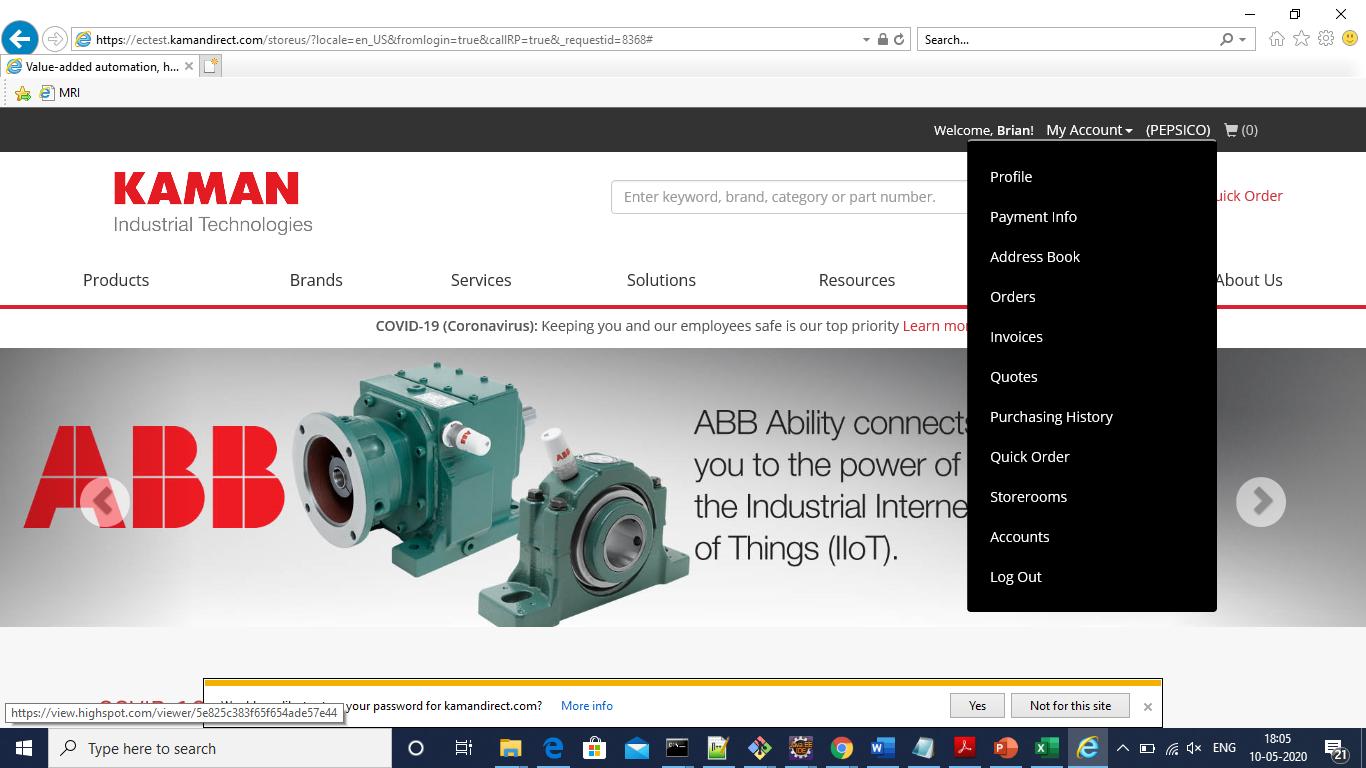 https://ectest.kamandirect.com/storeus/?locale=en_US&fromlogin=true&callRP=true&_requestid=8368#
Search...
Value-added automation, h...
MRI
Welcome, Brian! My Account (PEPSICO) (0)
KAMAN
Industrial Technologies
Enter keyword, brand, category or part number.
uick Order
Products Brands Services Solutions Resources About Us
COVID-19 (Coronavirus): Keeping you and our employees safe is our top priority Learn mor
Profile
Payment Info
Address Book
Orders
Invoices
Quotes
Purchasing History
Quick Order
Storerooms
Accounts
Log Out
ABB
ABB
ABB
ABB Ability connects
you to the power of
the Industrial Interne
of Things (IIoT).
your password for kamandirect.com? More info Yes Not for this site
https://view.highspot.com/viewer/5e825c383f65f654ade57e44
Type here to search
ENG
18:05
10-05-2020
21